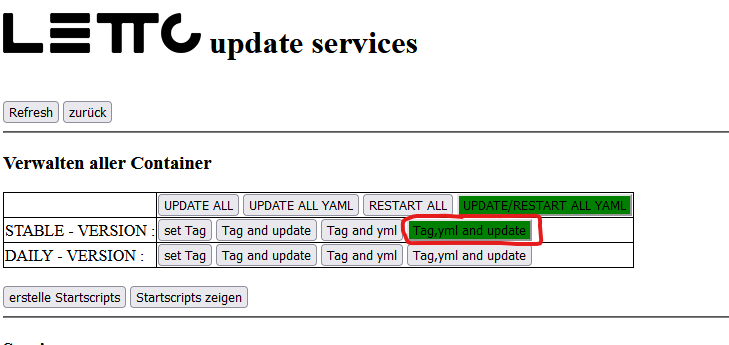 LETTO update services
Refresh zurück
Verwalten aller Container
UPDATE ALL UPDATE ALL YAML RESTART ALL UPDATE/RESTART ALL YAML
STABLE - VERSION : set Tag Tag and update Tag and yml Tag,yml and update
DAILY - VERSION : set Tag Tag and update Tag and yml Tag,yml and update
erstelle Startscripts Startscripts zeigen